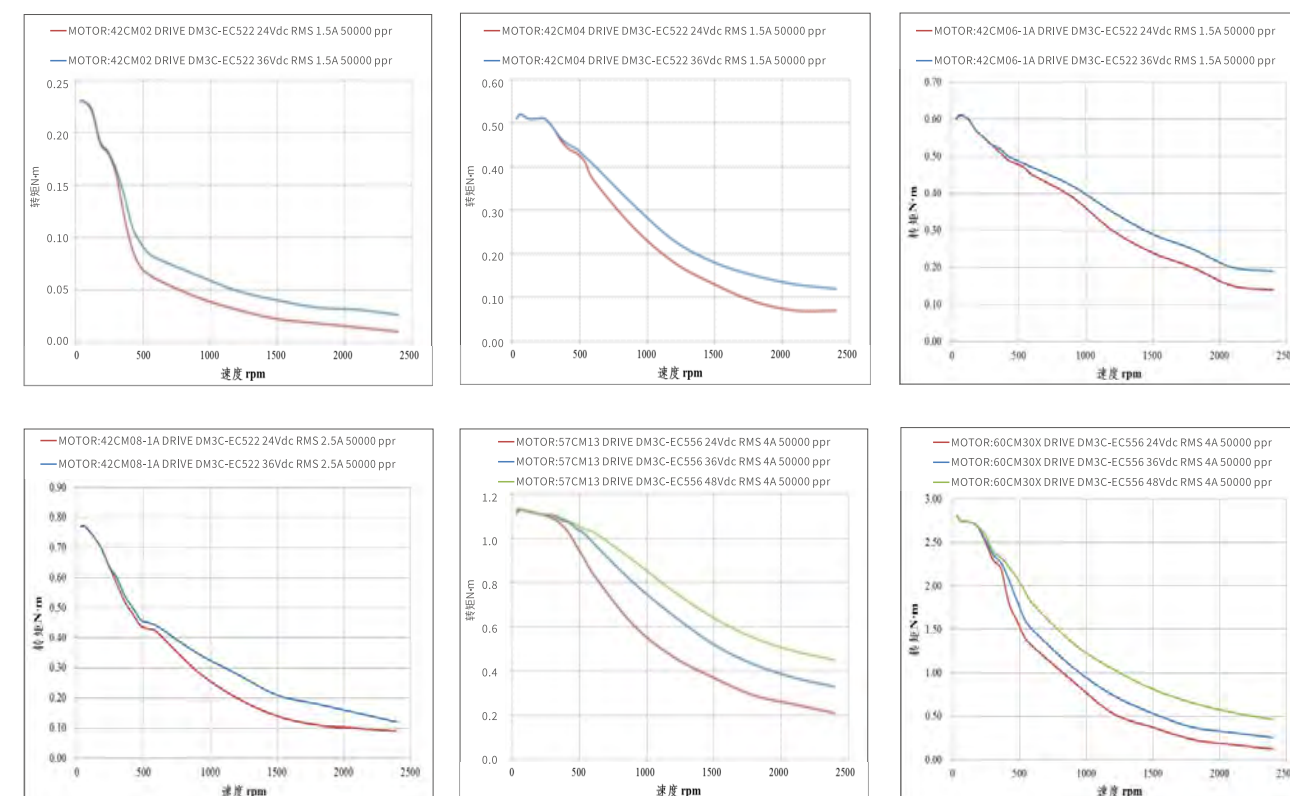 MOTOR:42CM02 DRIVE DM3C-EC522 24Vdc RMS 1.5A 50000 ppr
MOTOR:42CM02 DRIVE DM3C-EC522 36Vdc RMS 1.5A 50000 ppr
0.25
0.20
0.15
0.10
0.05
0.00
转矩N·m
0 500 1000 1500 2000 2500
速度 rpm
MOTOR:42CM04 DRIVE DM3C-EC522 24Vdc RMS 1.5A 50000 ppr
MOTOR:42CM04 DRIVE DM3C-EC522 36Vdc RMS 1.5A 50000 ppr
0.60
0.50
0.40
0.30
0.20
0.10
0.00
转矩N·m
0 500 1000 1500 2000 2500
速度 rpm
MOTOR:42CM06-1A DRIVE DM3C-EC522 24Vdc RMS 1.5A 50000 ppr
MOTOR:42CM06-1A DRIVE DM3C-EC522 36Vdc RMS 1.5A 50000 ppr
0.70
0.60
0.50
0.40
0.30
0.20
0.10
转矩N·m
0 500 1000 1500 2000 2500
速度 rpm
MOTOR:42CM08-1A DRIVE DM3C-EC522 24Vdc RMS 2.5A 50000 ppr
MOTOR:42CM08-1A DRIVE DM3C-EC522 36Vdc RMS 2.5A 50000 ppr
0.90
0.80
0.70
0.60
0.50
0.40
0.30
0.20
0.10
0.00
转矩N·m
0 500 1000 1500 2000 2500
速度 rpm
MOTOR:57CM13 DRIVE DM3C-EC556 24Vdc RMS 4A 50000 ppr
MOTOR:57CM13 DRIVE DM3C-EC556 36Vdc RMS 4A 50000 ppr
MOTOR:57CM13 DRIVE DM3C-EC556 48Vdc RMS 4A 50000 ppr
1.2
1.0
0.8
0.6
0.4
0.2
0.0
转矩N·m
0 500 1000 1500 2000 2500
速度 rpm
MOTOR:60CM30X DRIVE DM3C-EC556 24Vdc RMS 4A 50000 ppr
MOTOR:60CM30X DRIVE DM3C-EC556 36Vdc RMS 4A 50000 ppr
MOTOR:60CM30X DRIVE DM3C-EC556 48Vdc RMS 4A 50000 ppr
3.00
2.50
2.00
1.50
1.00
0.50
0.00
转矩N·m
0 500 1000 1500 2000 2500
速度 rpm